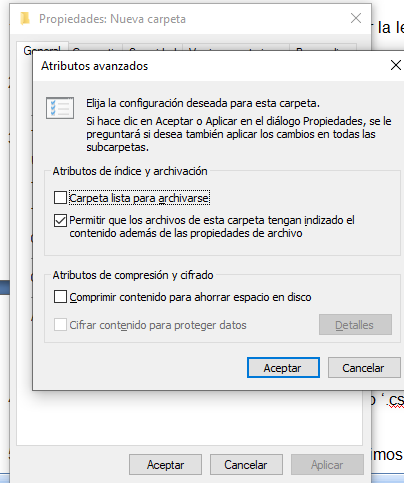 Propiedades: Nueva carpeta
r la le
General
Atributos avanzados
Elija la configuración deseada para esta carpeta.
Si hace clic en Aceptar o Aplicar en el diálogo Propiedades, se le
preguntará si desea también aplicar los cambios en todas las
subcarpetas.
Atributos de índice y archivación
Carpeta lista para archivarse
Permitir que los archivos de esta carpeta tengan indizado el
contenido además de las propiedades de archivo
Atributos de compresión y cifrado
Comprimir contenido para ahorrar espacio en disco
Cifrar contenido para proteger datos
Detalles
Aceptar
Cancelar
o '.cs
Aceptar
Cancelar
Aplicar
mos